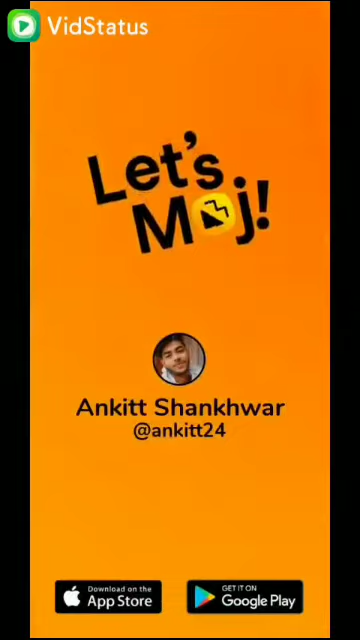 VidStatus
Let's
Moj!
Ankitt Shankhwar
@ankitt24
Download on the
App Store
GET IT ON
Google Play